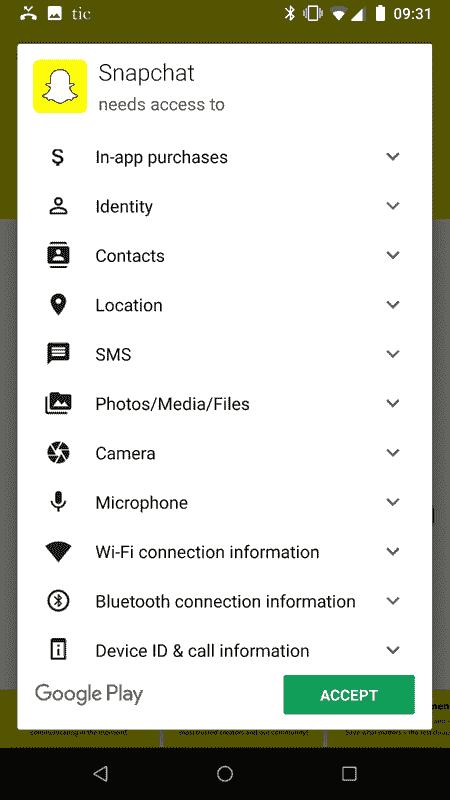 tic 09:31
Snapchat
needs access to
In-app purchases
Identity
Contacts
Location
SMS
Photos/Media/Files
Camera
Microphone
Wi-Fi connection information
Bluetooth connection information
Device ID & call information
Google Play
ACCEPT